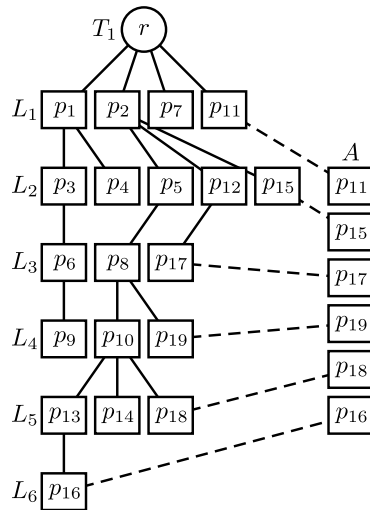 T₁ r
L₁ p₁ p₂ p₇ p₁₁
A
L₂ p₃ p₄ p₅ p₁₂ p₁₅ p₁₁
p₁₅
L₃ p₆ p₈ p₁₇ p₁₇
L₄ p₉ p₁₀ p₁₉ p₁₉
p₁₈
L₅ p₁₃ p₁₄ p₁₈ p₁₆
L₆ p₁₆